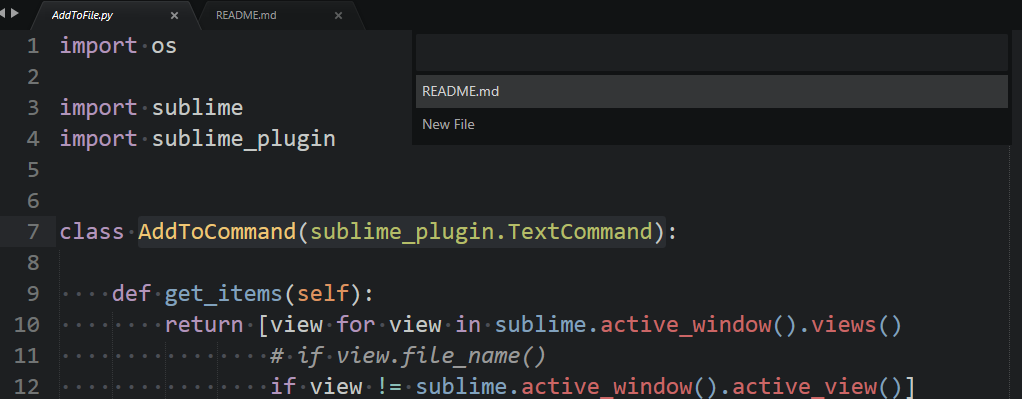 AddToFile.py × README.md ×
README.md
New File
1 import os
2
3 import sublime
4 import sublime_plugin
5
6
7 class AddToCommand(sublime_plugin.TextCommand):
8
9     def get_items(self):
10         return [view for view in sublime.active_window().views()
11                 # if view.file_name()
12                 if view != sublime.active_window().active_view()]